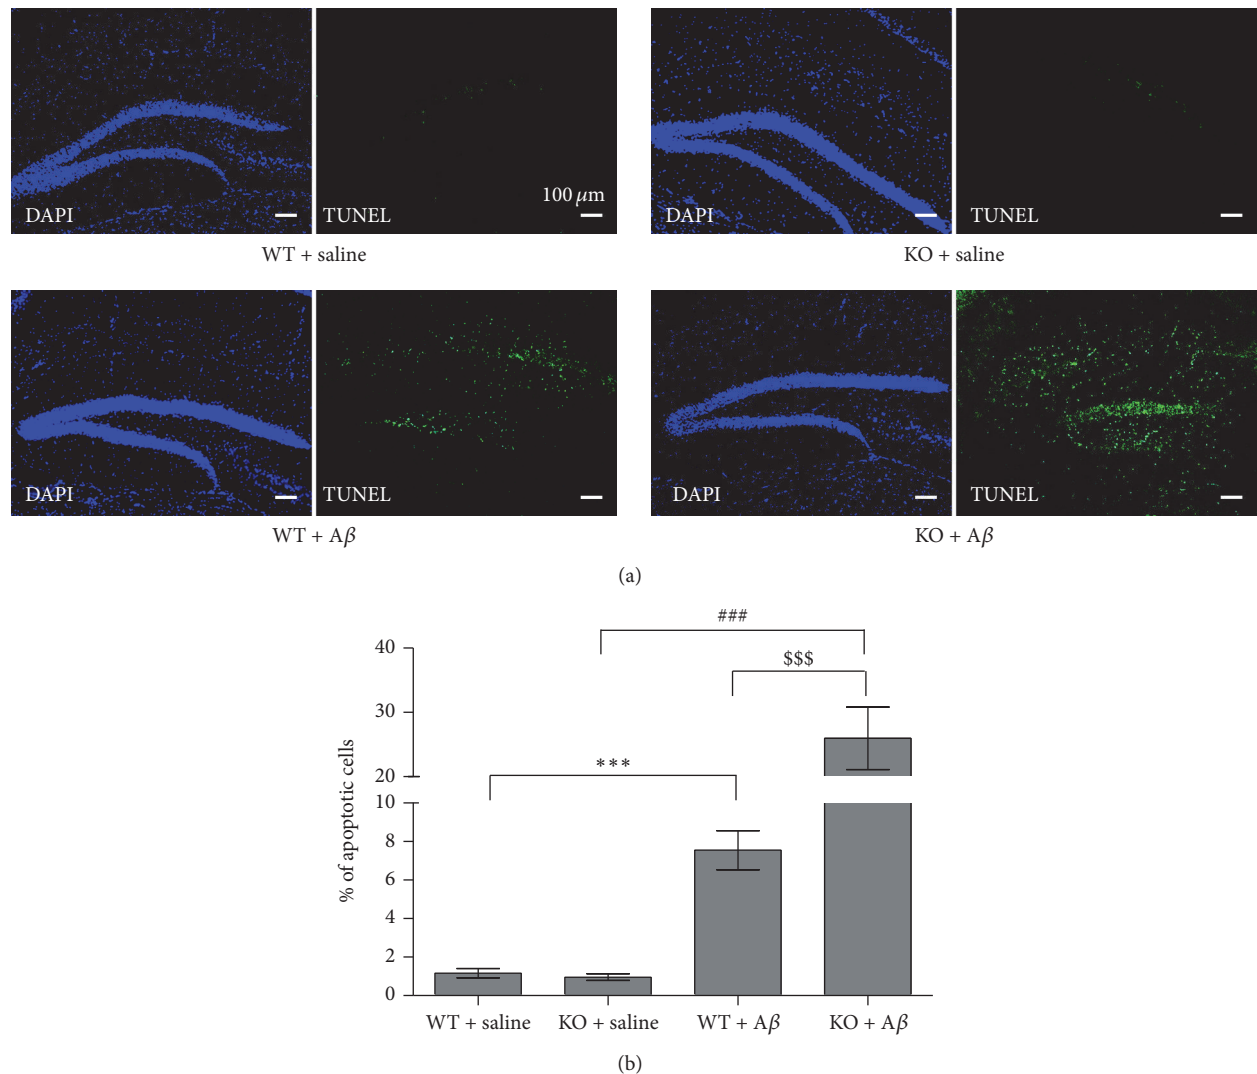 DAPI
TUNEL
100 μm
DAPI
TUNEL
WT + saline
KO + saline
DAPI
TUNEL
DAPI
TUNEL
WT + Aβ
KO + Aβ
(a)
###
$$$
***
40
30
20
10
8
6
4
2
0
% of apoptotic cells
WT + saline
KO + saline
WT + Aβ
KO + Aβ
(b)